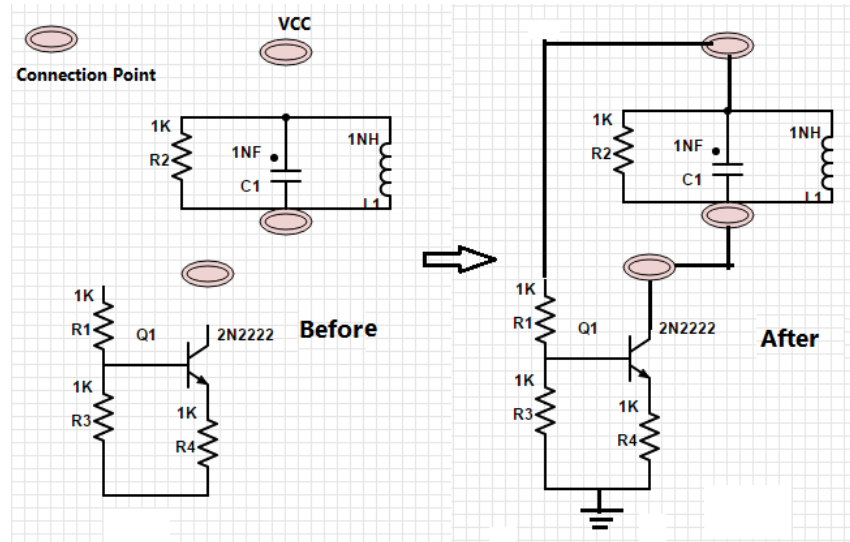 VCC
Connection Point
1K
R2
1NF
C1
1NH
L1
1K
R1
Q1
2N2222
Before
1K
R3
1K
R4
1K
R2
1NF
C1
1NH
L1
1K
R1
Q1
2N2222
After
1K
R3
1K
R4